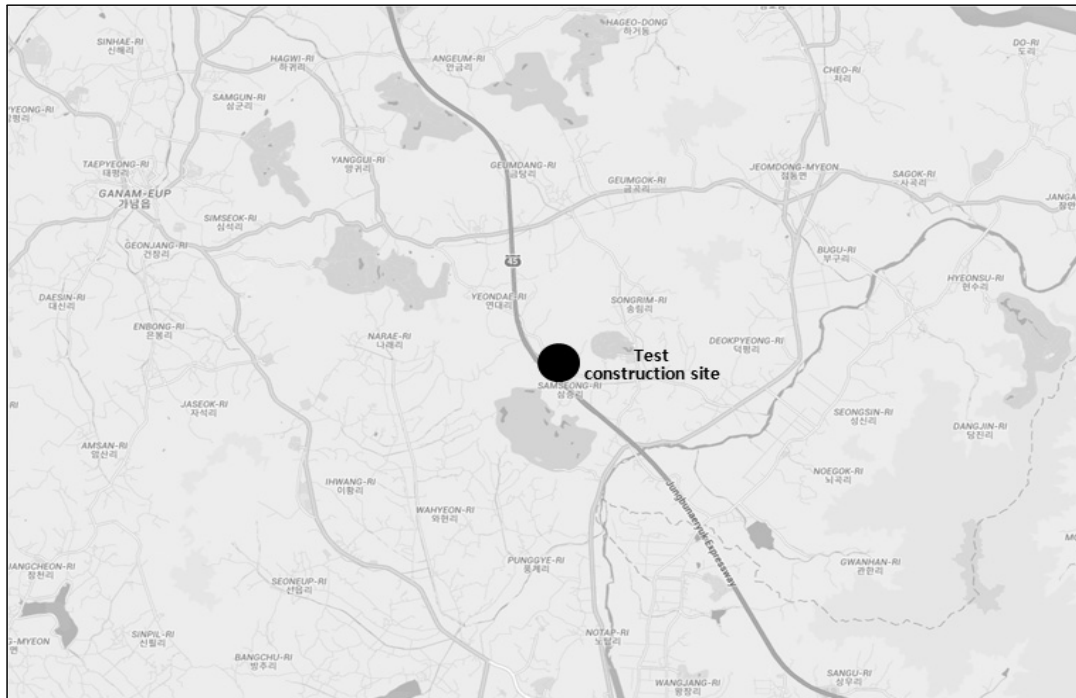 HAGEO-DONG
하거동
SINHAE-RI
신해리
HAGWI-RI
하귀리
ANGEUM-RI
안금리
DO-RI
도리
CHEO-RI
처리
SAMGUN-RI
삼군리
TAEPYEONG-RI
태평리
YANGGUI-RI
양귀리
GEUMDANG-RI
금당리
GEUMGOK-RI
금곡리
JEOMDONG-MYEON
점동면
SAGOK-RI
사곡리
GANAM-EUP
가남읍
SIMSEOK-RI
심석리
GEONJANG-RI
건장리
BUGU-RI
부구리
45
HYEONSU-RI
현수리
DAESIN-RI
대신리
YEONDAE-RI
연대리
SONGRIM-RI
송림리
ENBONG-RI
은봉리
NARAE-RI
나래리
DEOKPYEONG-RI
덕평리
Test
construction site
SAMSEONG-RI
JASEOK-RI
자석리
SEONGSIN-RI
성신리
DANGJIN-RI
당진리
AMSAN-RI
NOEGOK-RI
뇌곡리
IHWANG-RI
이황리
WAHYEON-RI
와현리
Jungbunaeryuk Expressway
PUNGGYE-RI
풍계리
GWANHAN-RI
관한리
SEONEUP-RI
선읍리
SINPIL-RI
신필리
NOTAP-RI
노탑리
BANGCHU-RI
방추리
SANGU-RI
상우리
WANGJANG-RI
왕장리